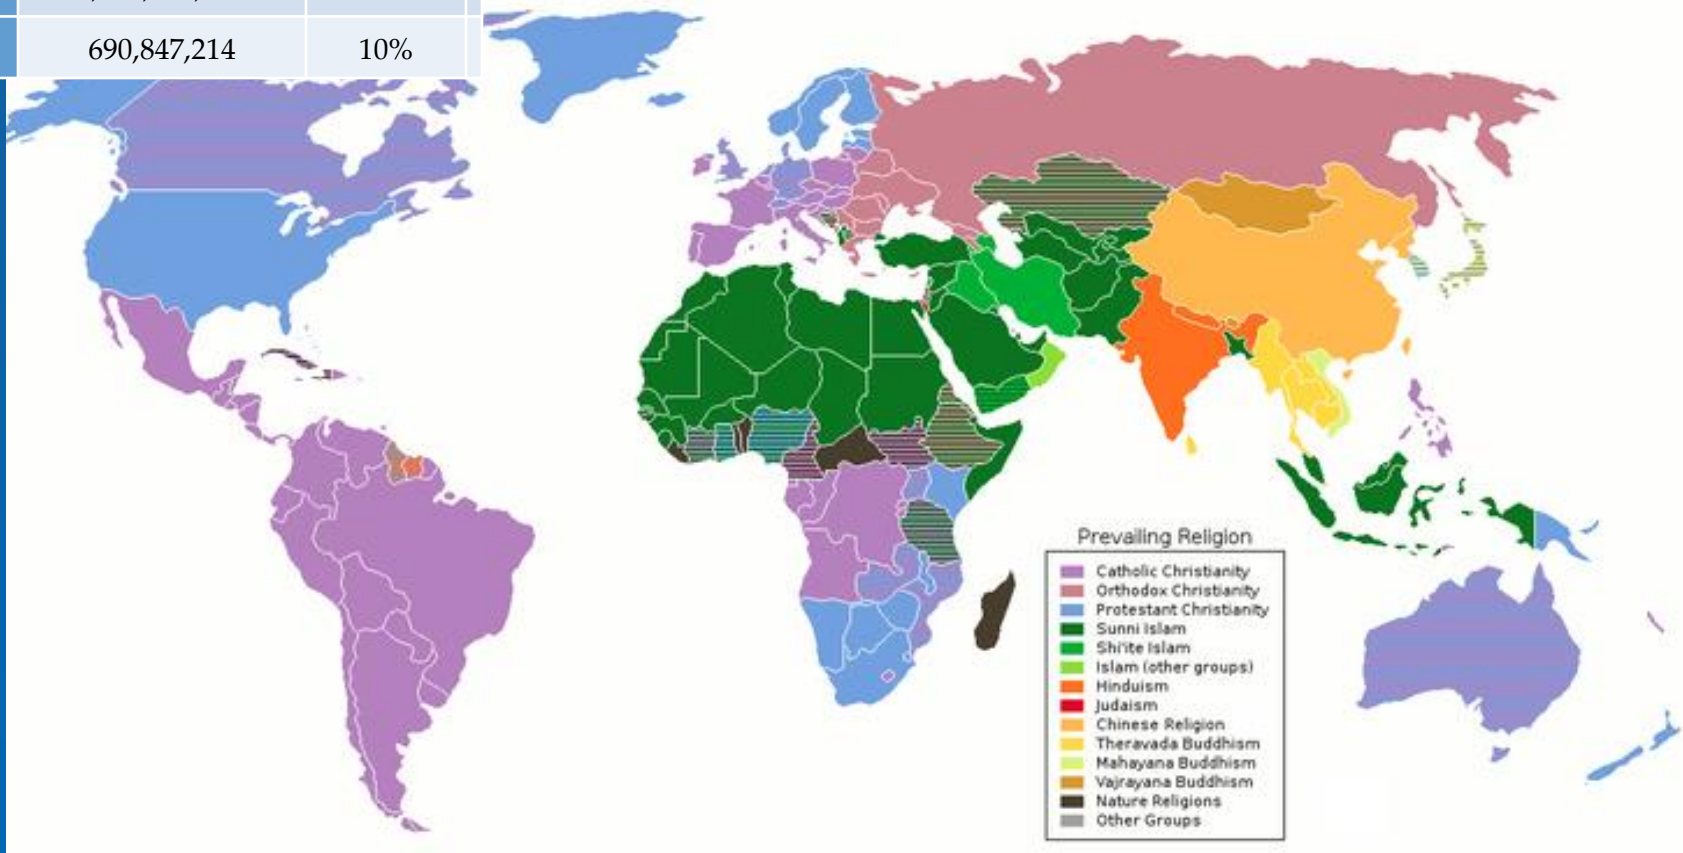 690,847,214 10%
Prevailing Religion
Catholic Christianity
Orthodox Christianity
Protestant Christianity
Sunni Islam
Shi'ite Islam
Islam (other groups)
Hinduism
Judaism
Chinese Religion
Theravada Buddhism
Mahayana Buddhism
Vajrayana Buddhism
Nature Religions
Other Groups